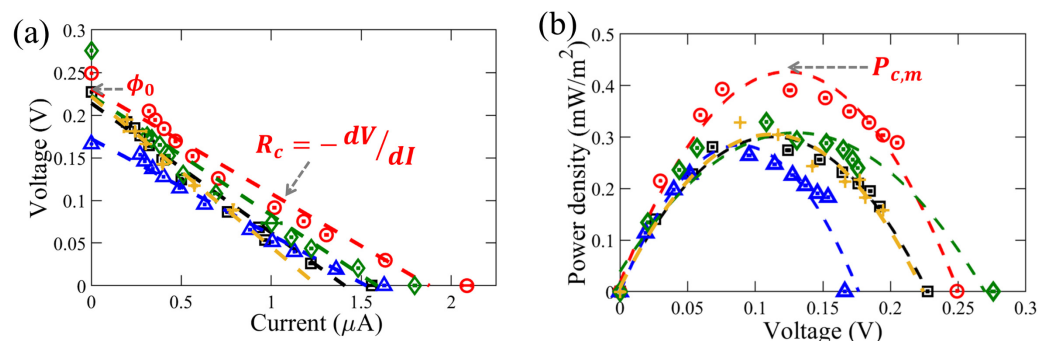 (a)
0.3
0.25
0.2
0.15
0.1
0.05
0
Voltage (V)
ϕ₀
R_c = − dV/dI
0 0.5 1 1.5 2
Current (μA)
(b)
0.5
0.4
0.3
0.2
0.1
0
Power density (mW/m²)
P_{c,m}
0 0.05 0.1 0.15 0.2 0.25 0.3
Voltage (V)